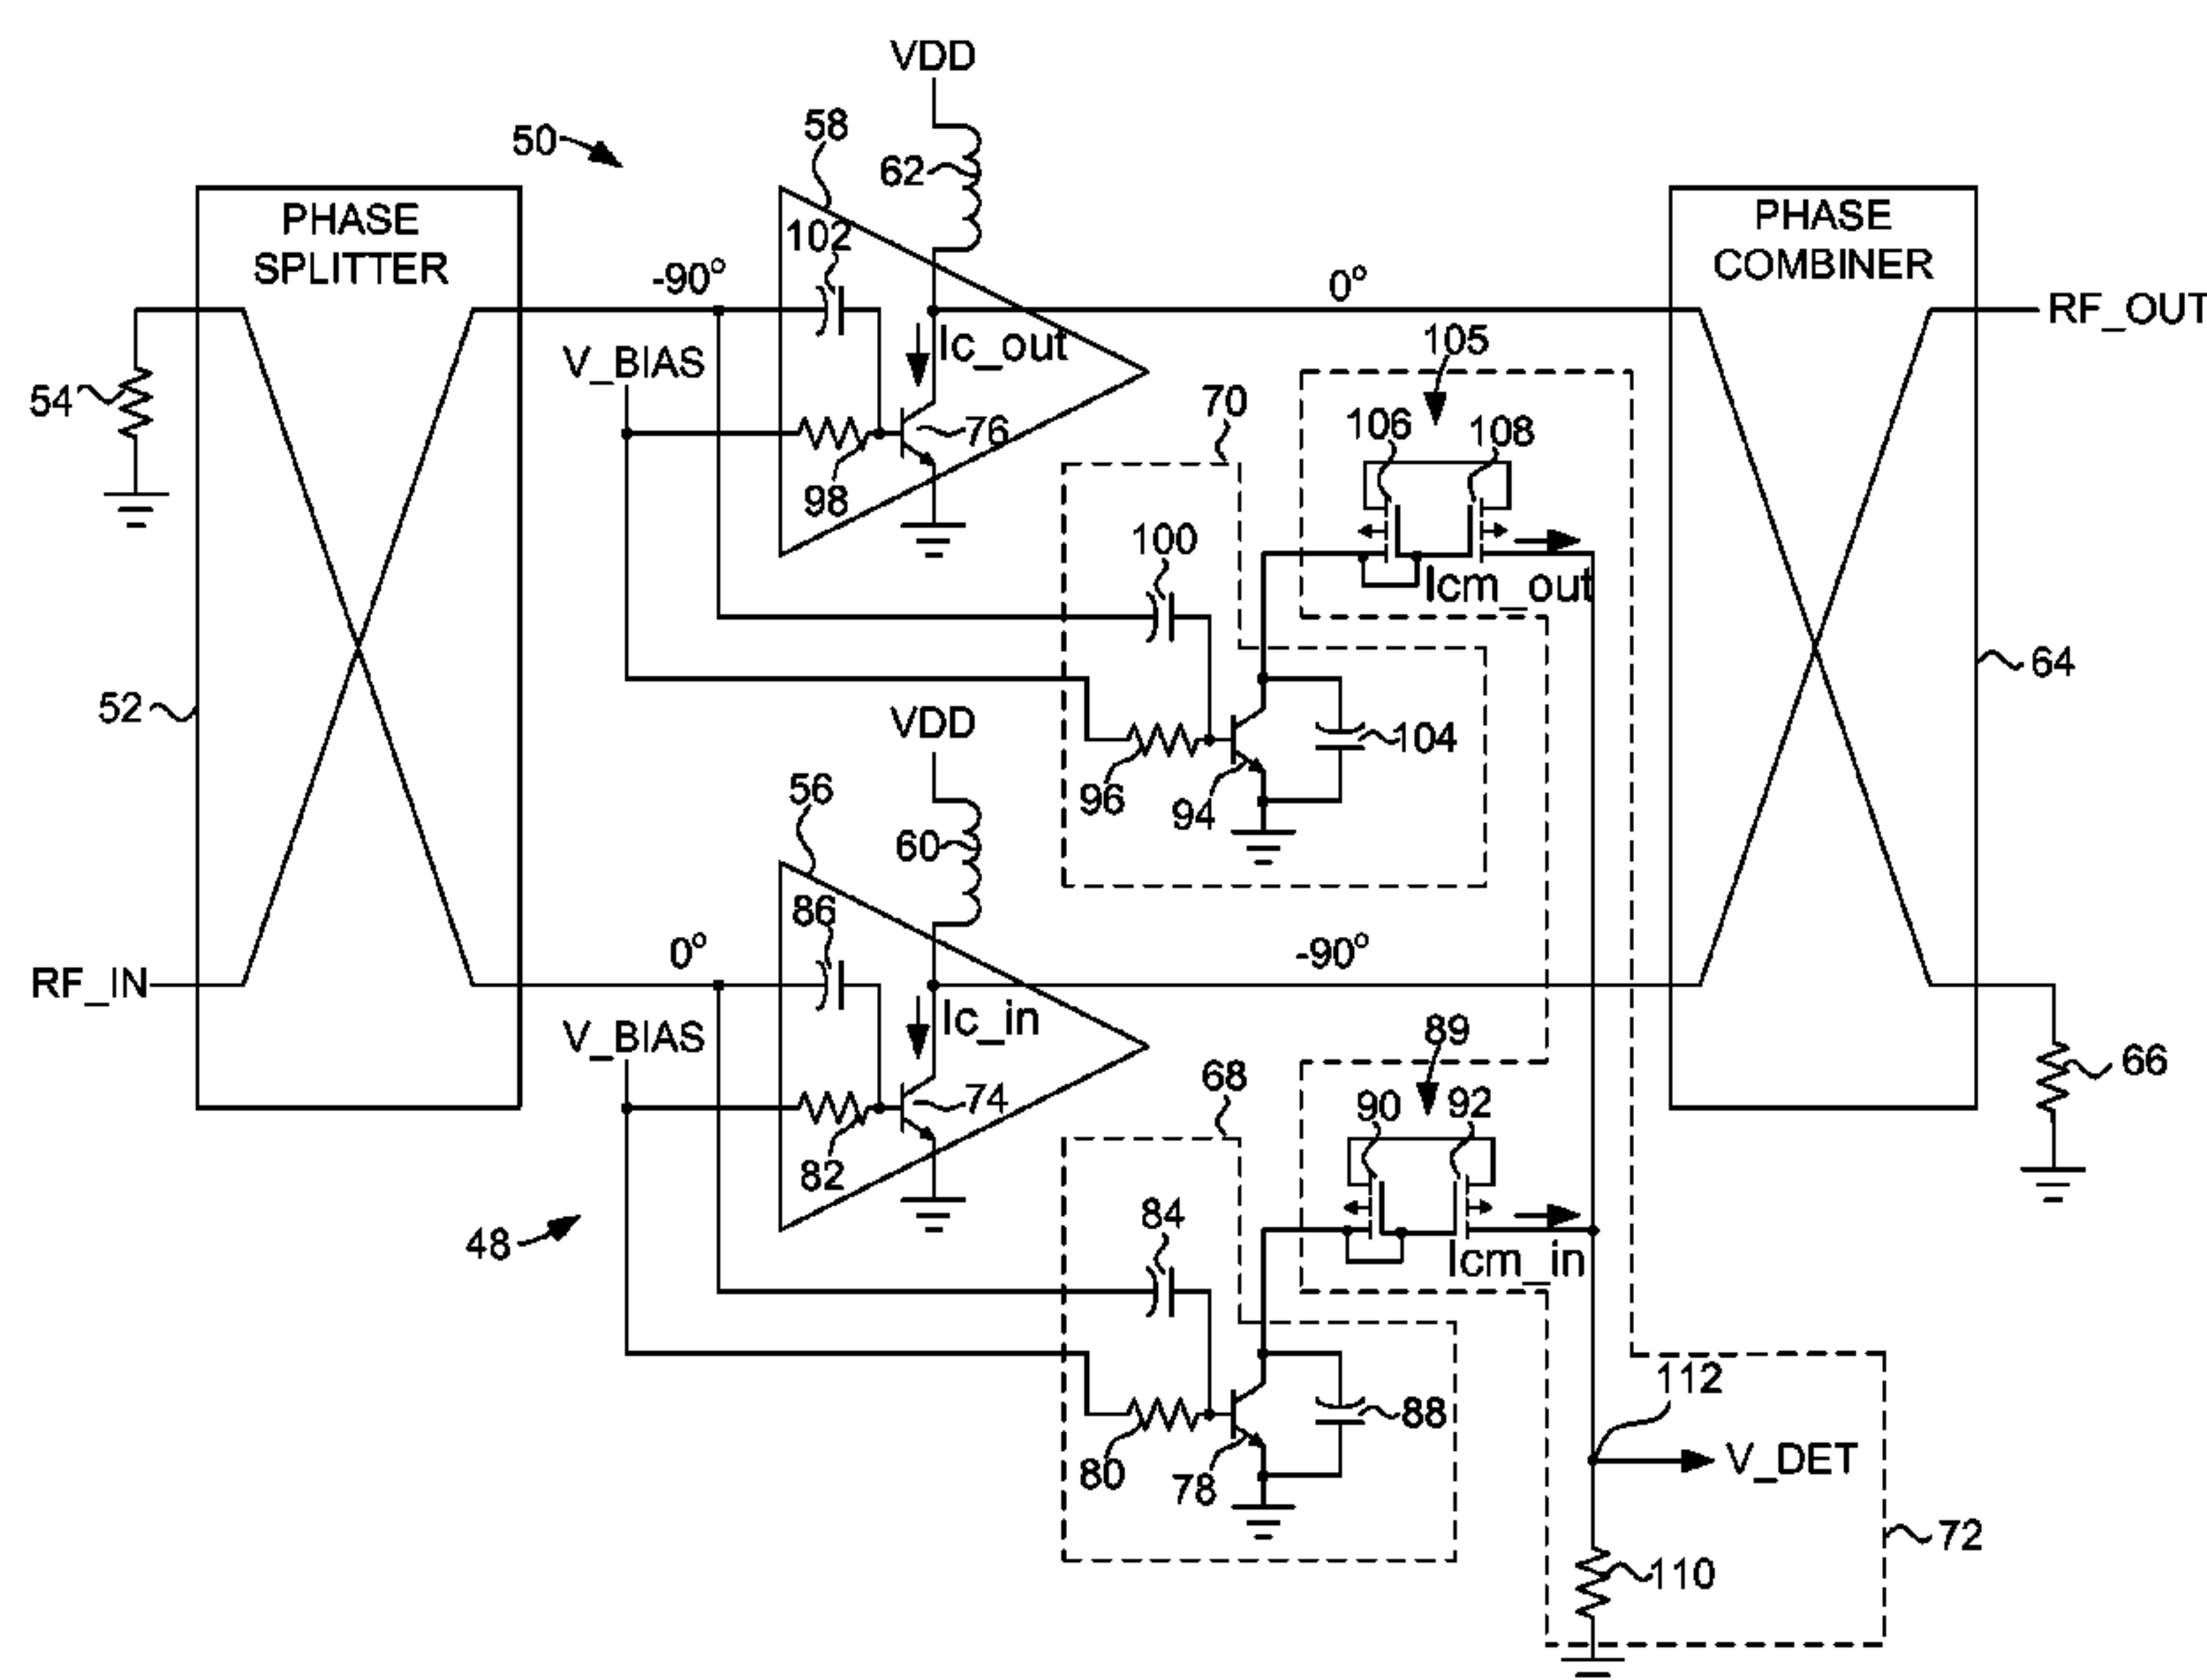 VDD
50
58
62
PHASE
SPLITTER
102
-90°
0°
PHASE
COMBINER
RF_OUT
V_BIAS
Ic_out
105
54
70
106
108
76
98
100
Icm_out
64
52
VDD
104
96
94
56
60
86
0°
-90°
RF_IN
V_BIAS
Ic_in
89
68
90
92
66
74
82
84
48
Icm_in
112
88
V_DET
80
78
72
110